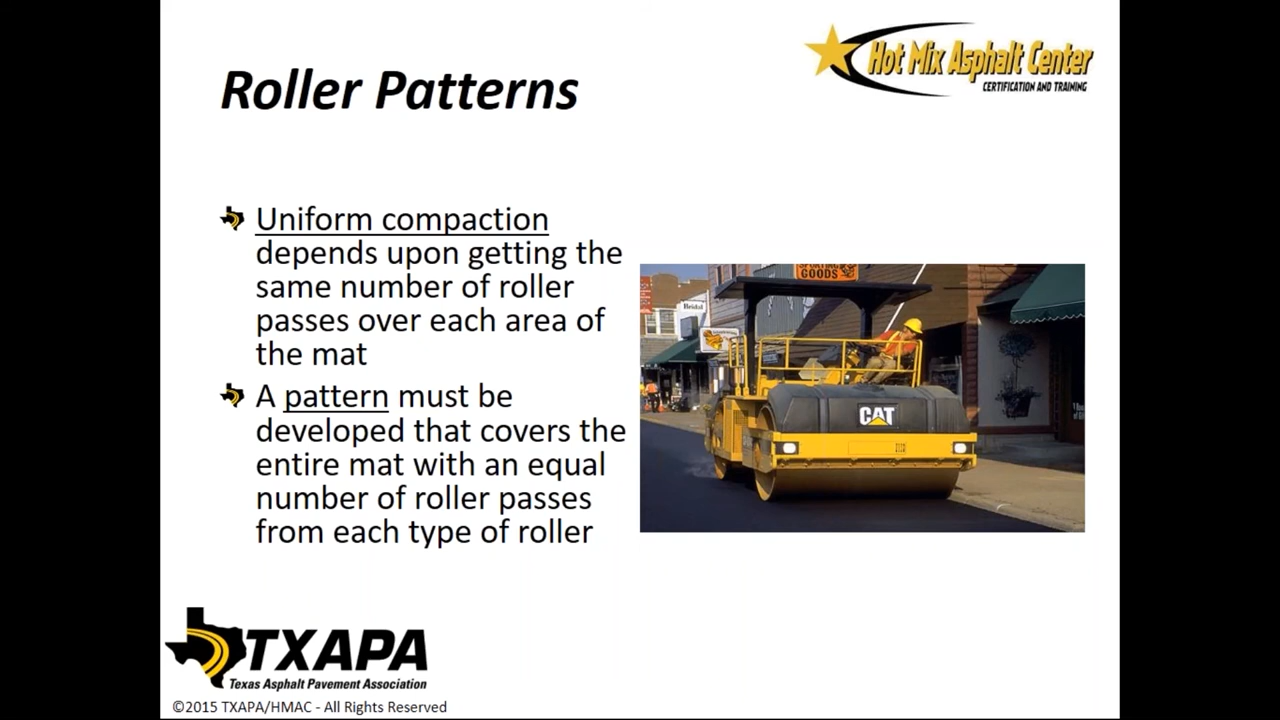 Roller Patterns
Hot Mix Asphalt Center
CERTIFICATION AND TRAINING
Uniform compaction
depends upon getting the
same number of roller
passes over each area of
the mat
A pattern must be
developed that covers the
entire mat with an equal
number of roller passes
from each type of roller
SPORTING
GOODS
Bridal
CAT
TXAPA
Texas Asphalt Pavement Association
©2015 TXAPA/HMAC - All Rights Reserved